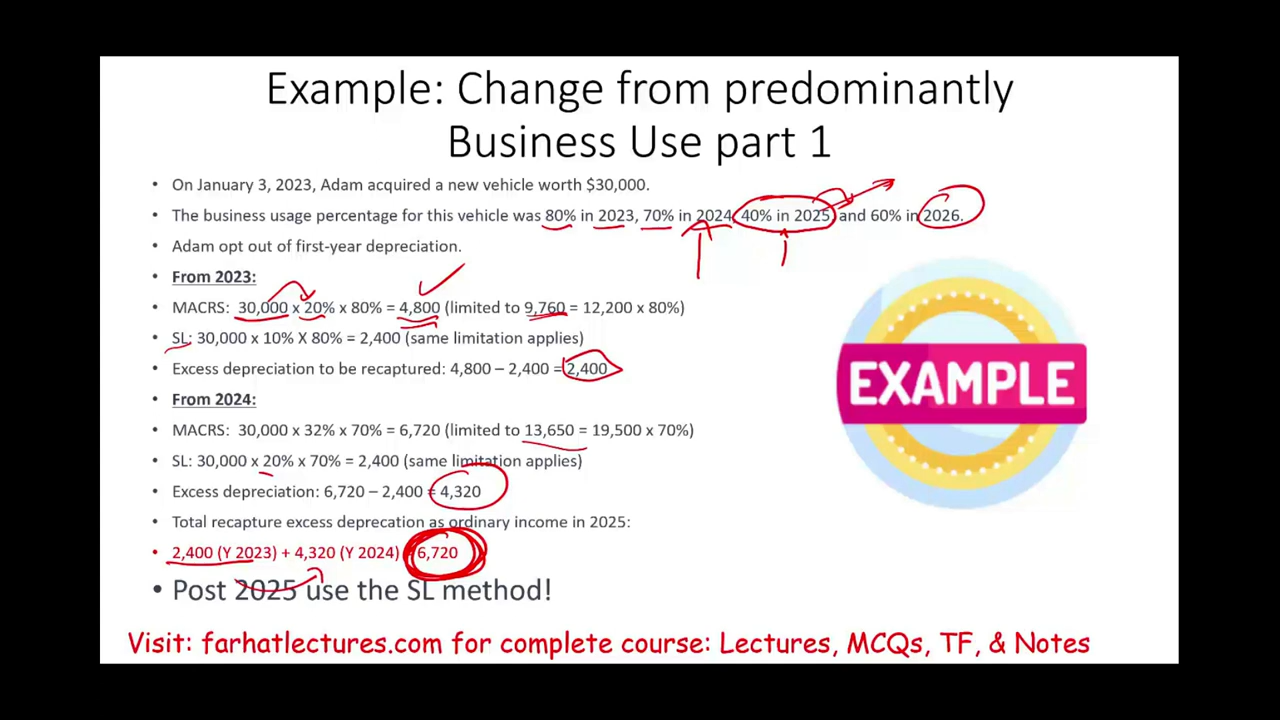 Example: Change from predominantly
Business Use part 1
• On January 3, 2023, Adam acquired a new vehicle worth $30,000.
• The business usage percentage for this vehicle was 80% in 2023, 70% in 2024, 40% in 2025, and 60% in 2026.
• Adam opt out of first-year depreciation.
• From 2023:
• MACRS: 30,000 x 20% x 80% = 4,800 (limited to 9,760 = 12,200 x 80%)
• SL: 30,000 x 10% X 80% = 2,400 (same limitation applies)
• Excess depreciation to be recaptured: 4,800 – 2,400 = 2,400
• From 2024:
• MACRS: 30,000 x 32% x 70% = 6,720 (limited to 13,650 = 19,500 x 70%)
• SL: 30,000 x 20% x 70% = 2,400 (same limitation applies)
• Excess depreciation: 6,720 – 2,400 = 4,320
• Total recapture excess deprecation as ordinary income in 2025:
• 2,400 (Y 2023) + 4,320 (Y 2024) 6,720
• Post 2025 use the SL method!
EXAMPLE
Visit: farhatlectures.com for complete course: Lectures, MCQs, TF, & Notes